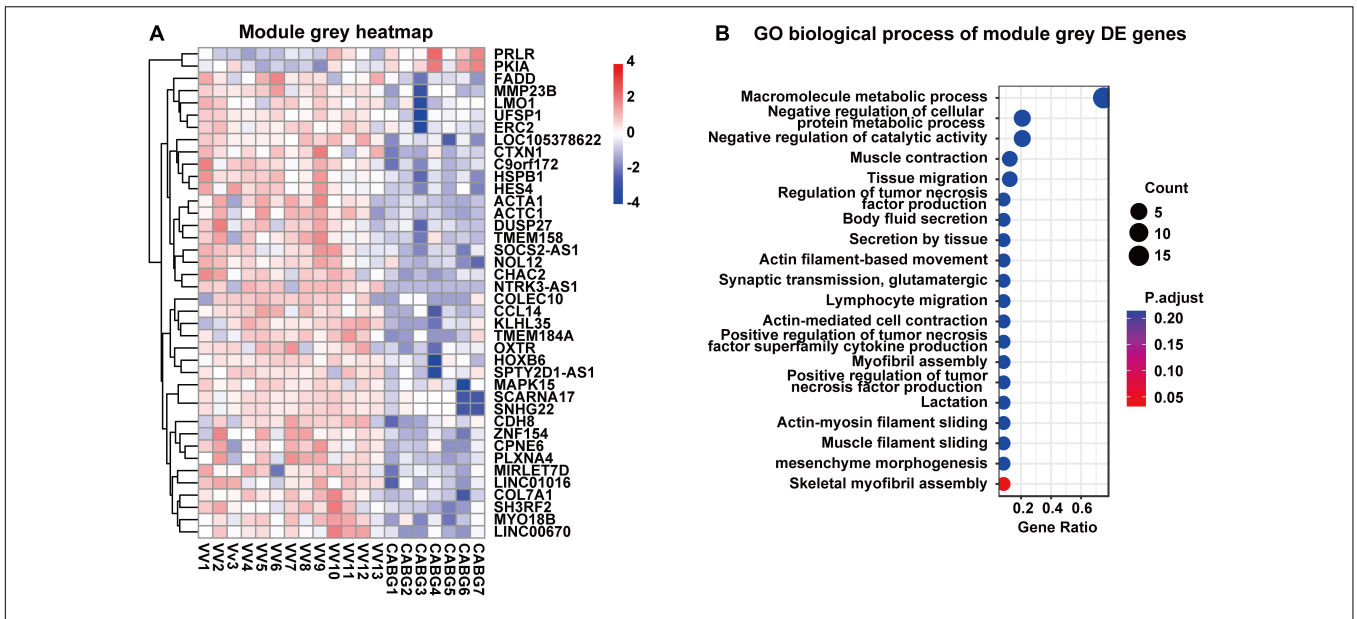 A
Module grey heatmap
PRLR
PKIA
FADD
MMP23B
LMO1
UFSP1
ERC2
LOC105378622
CTXN1
C9orf172
HSPB1
HES4
ACTA1
ACTC1
DUSP27
TMEM158
SOCS2-AS1
NOL12
CHAC2
NTRK3-AS1
COLEC10
CCL14
KLHL35
TMEM184A
OXTR
HOXB6
SPTY2D1-AS1
MAPK15
SCARNA17
SNHG22
CDH8
ZNF154
CPNE6
PLXNA4
MIRLET7D
LINC01016
COL7A1
SH3RF2
MYO18B
LINC00670
4
2
0
-2
-4
VV1
VV2
Vv3
VV4
VV5
VV6
VV7
VV8
VV9
VV10
VV11
VV12
VV13
CABG1
CABG2
CABG3
CABG4
CABG5
CABG6
CABG7
B
GO biological process of module grey DE genes
Macromolecule metabolic process
Negative regulation of cellular
protein metabolic process
Negative regulation of catalytic activity
Muscle contraction
Tissue migration
Regulation of tumor necrosis
factor production
Body fluid secretion
Secretion by tissue
Actin filament-based movement
Synaptic transmission, glutamatergic
Lymphocyte migration
Actin-mediated cell contraction
Positive regulation of tumor necrosis
factor superfamily cytokine production
Myofibril assembly
Positive regulation of tumor
necrosis factor production
Lactation
Actin-myosin filament sliding
Muscle filament sliding
mesenchyme morphogenesis
Skeletal myofibril assembly
0.2 0.4 0.6
Gene Ratio
Count
5
10
15
P.adjust
0.20
0.15
0.10
0.05